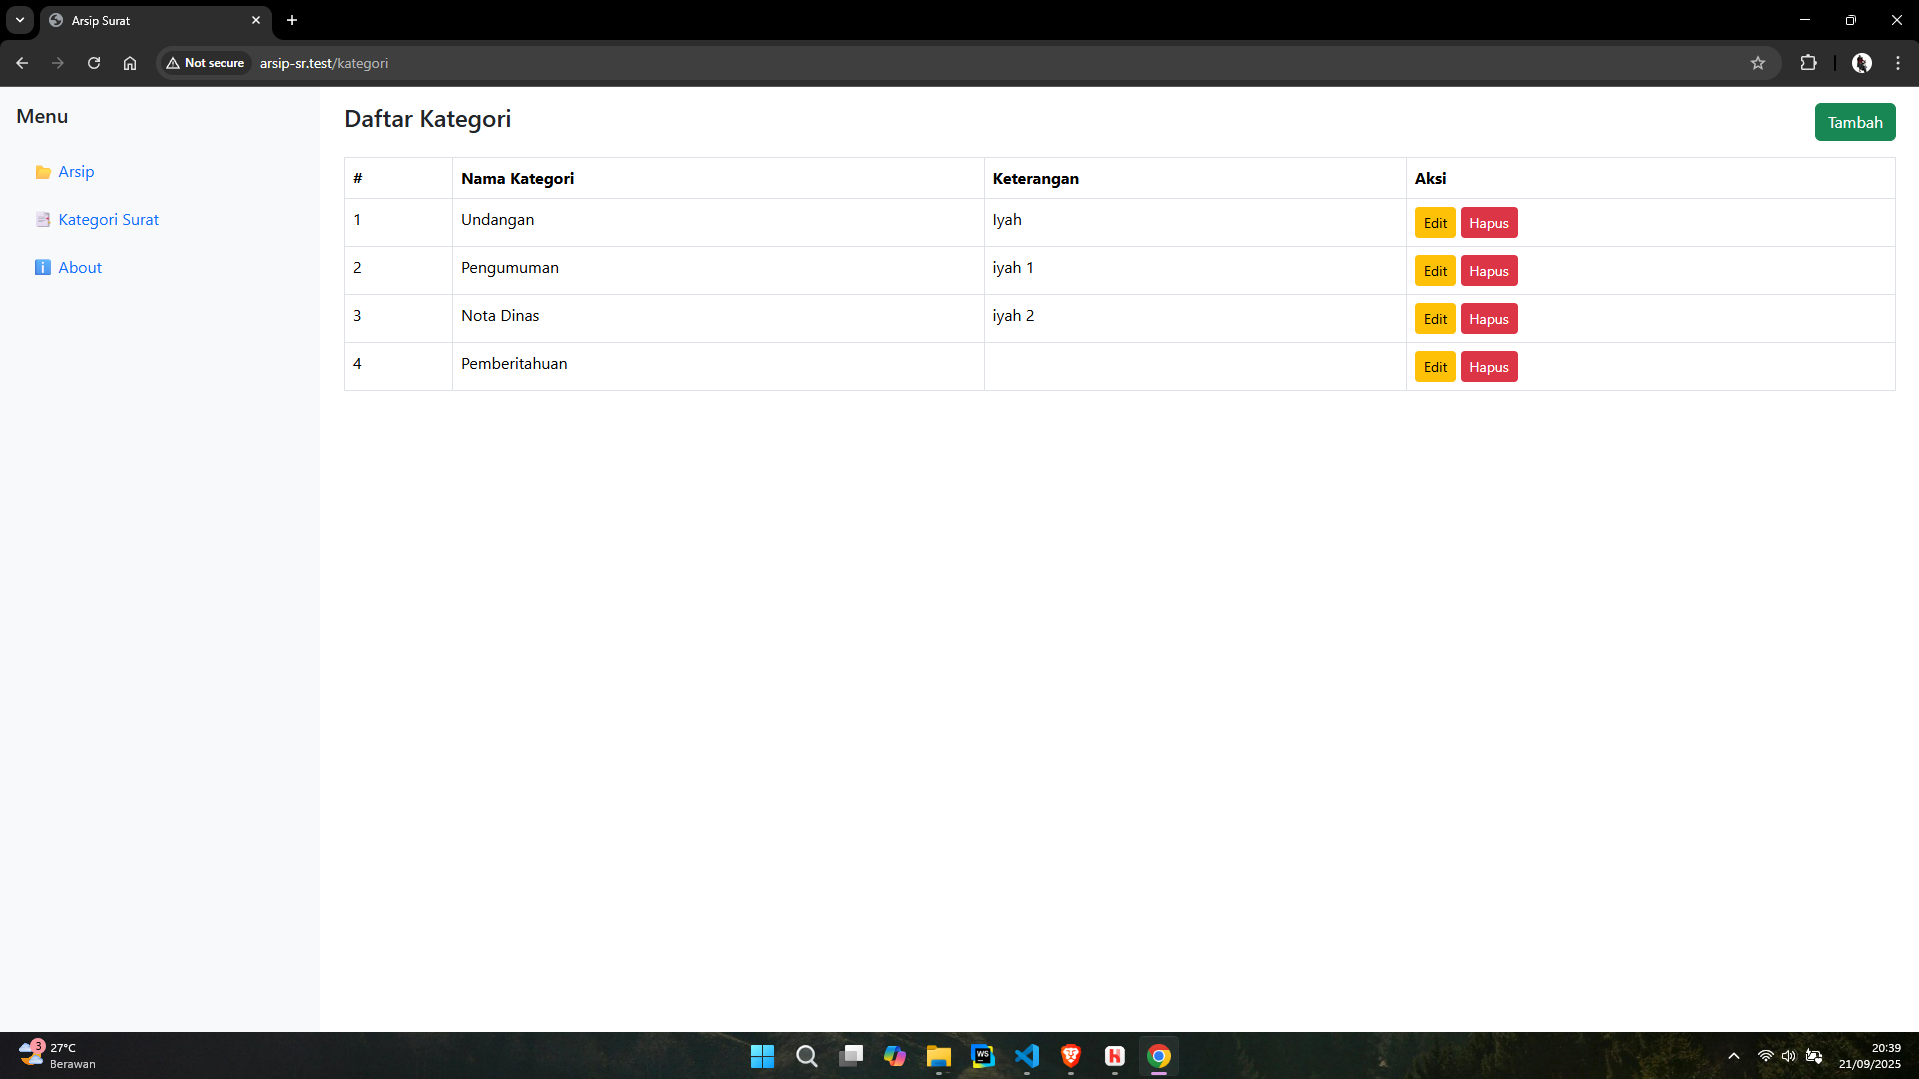 Arsip Surat
Not secure arsip-sr.test/kategori
Menu
Arsip
Kategori Surat
About
Daftar Kategori
Tambah
# Nama Kategori Keterangan Aksi
1 Undangan Iyah Edit Hapus
2 Pengumuman iyah 1 Edit Hapus
3 Nota Dinas iyah 2 Edit Hapus
4 Pemberitahuan Edit Hapus
3
27°C
Berawan
WS
20:39
21/09/2025